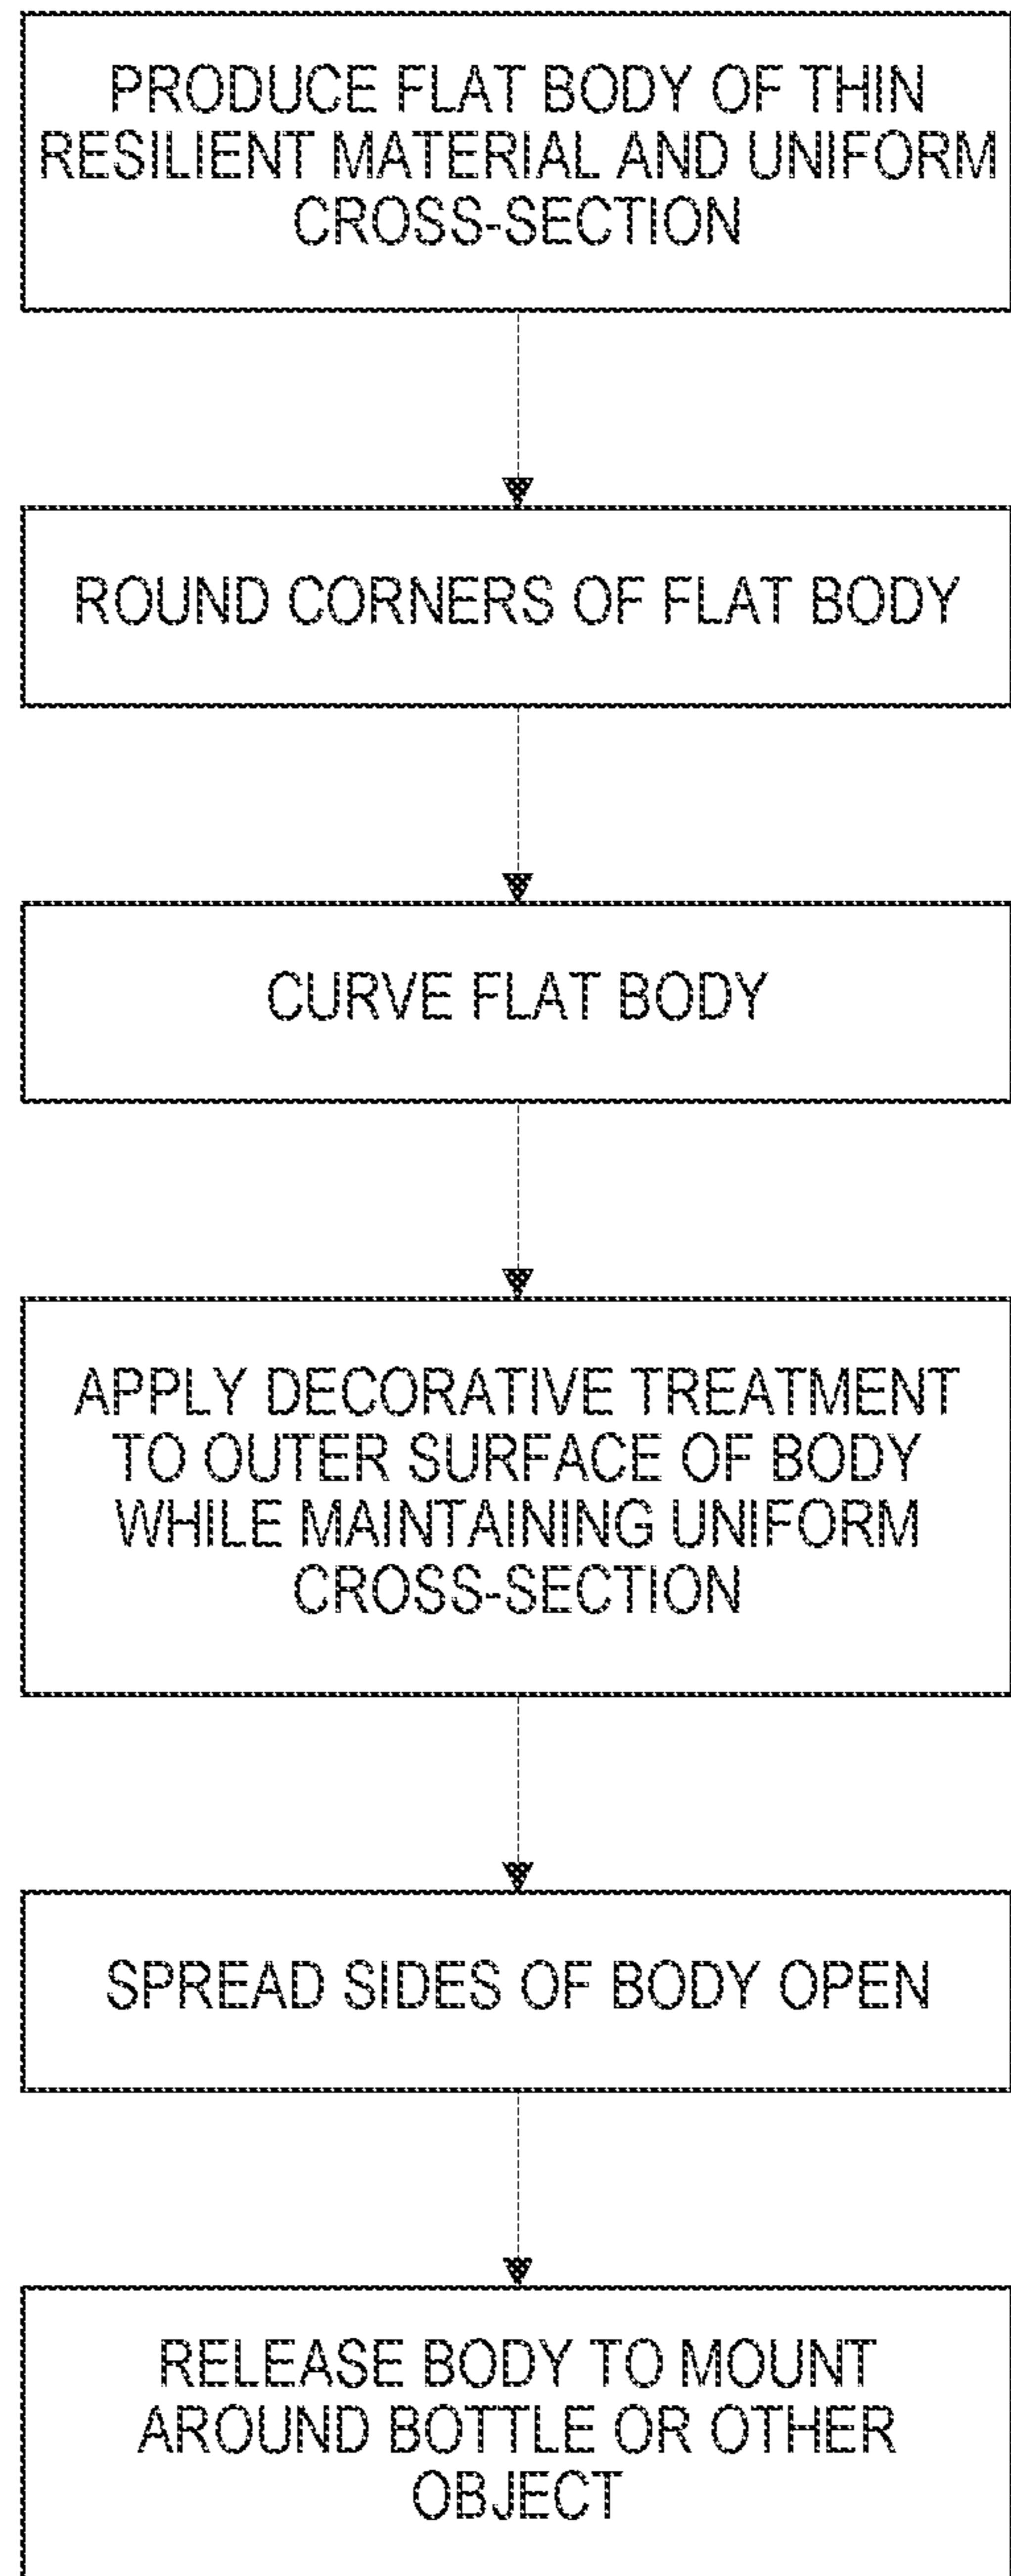 PRODUCE FLAT BODY OF THIN
RESILIENT MATERIAL AND UNIFORM
CROSS-SECTION
ROUND CORNERS OF FLAT BODY
CURVE FLAT BODY
APPLY DECORATIVE TREATMENT
TO OUTER SURFACE OF BODY
WHILE MAINTAINING UNIFORM
CROSS-SECTION
SPREAD SIDES OF BODY OPEN
RELEASE BODY TO MOUNT
AROUND BOTTLE OR OTHER
OBJECT